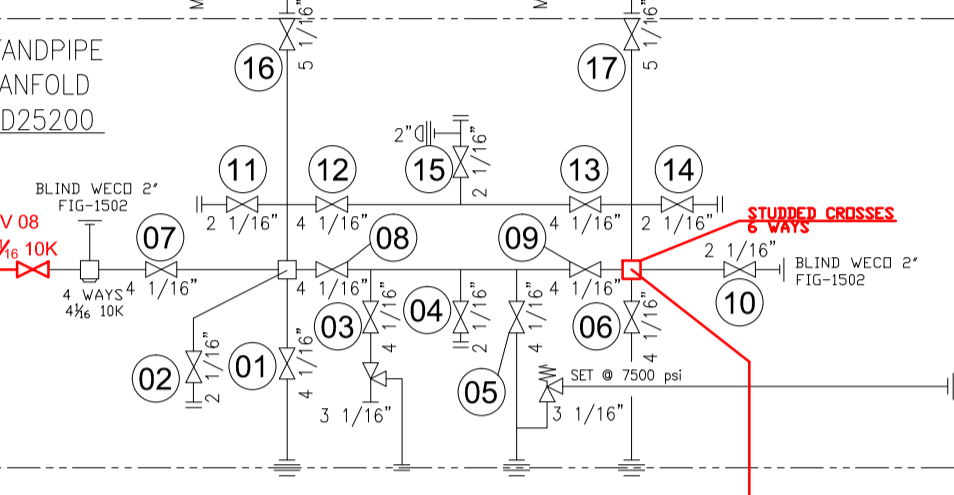 TANDPIPE
ANFOLD
D25200
16
5 1/16"
17
5 1/16"
2"
15
2 1/16"
11
2 1/16"
12
4 1/16"
13
4 1/16"
14
2 1/16"
BLIND WECO 2"
FIG-1502
V 08
1/16 10K
4 WAYS
4 1/16 10K
07
4 1/16"
08
4 1/16"
09
4 1/16"
STUDDED CROSSES
6 WAYS
2 1/16"
10
BLIND WECO 2"
FIG-1502
02
2 1/16"
01
4 1/16"
03
4 1/16"
3 1/16"
04
2 1/16"
05
4 1/16"
06
4 1/16"
SET @ 7500 psi
3 1/16"